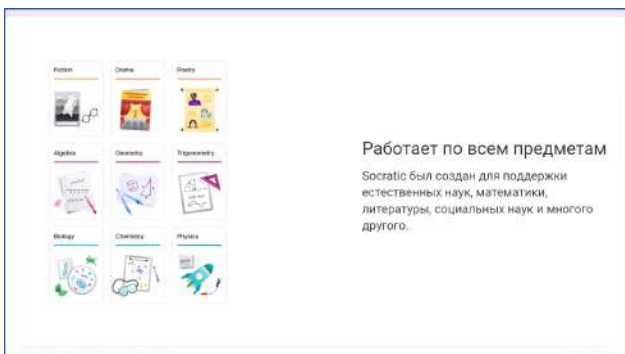 Fiction
Drama
Poetry
Algebra
Geometry
Trigonometry
Biology
Chemistry
Physics
Работает по всем предметам
Socratic был создан для поддержки
естественных наук, математики,
литературы, социальных наук и многого
другого.